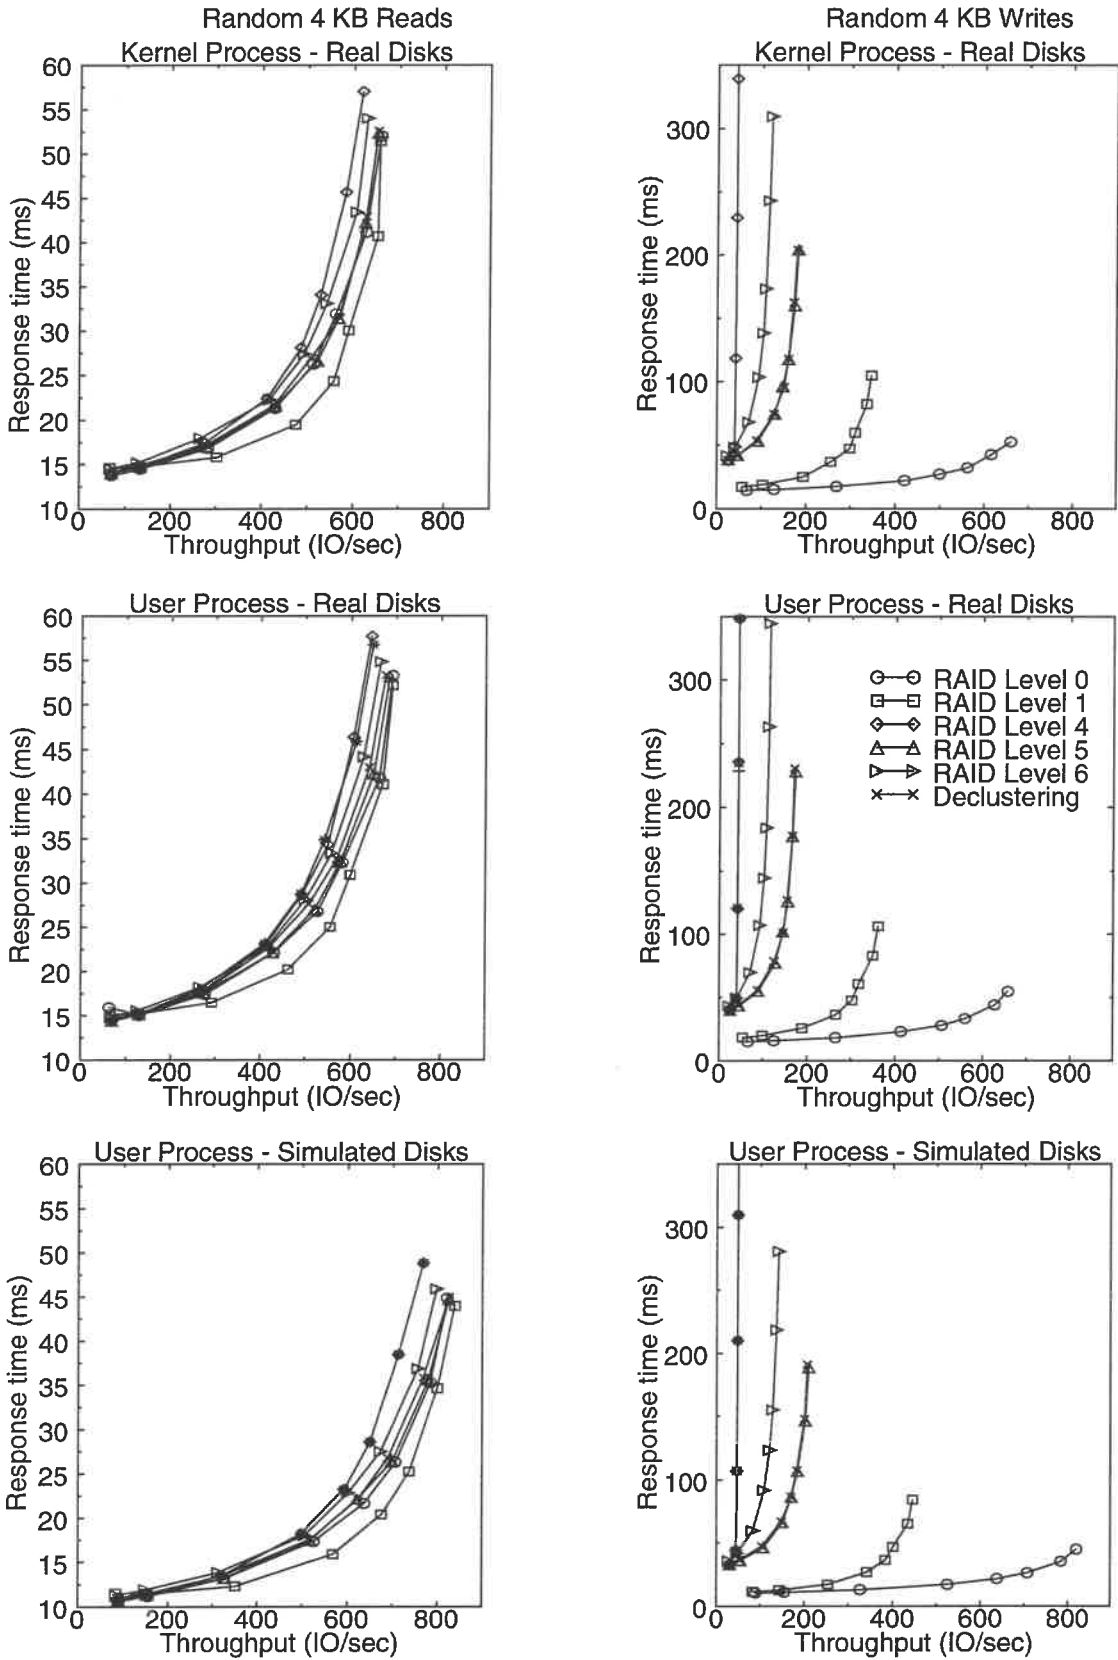 Random 4 KB Reads
Kernel Process - Real Disks
60
55
50
45
40
35
30
25
20
15
10
Response time (ms)
0 200 400 600 800
Throughput (IO/sec)
Random 4 KB Writes
Kernel Process - Real Disks
300
200
100
0
Response time (ms)
0 200 400 600 800
Throughput (IO/sec)
User Process - Real Disks
60
55
50
45
40
35
30
25
20
15
10
Response time (ms)
0 200 400 600 800
Throughput (IO/sec)
User Process - Real Disks
300
200
100
0
Response time (ms)
RAID Level 0
RAID Level 1
RAID Level 4
RAID Level 5
RAID Level 6
Declustering
0 200 400 600 800
Throughput (IO/sec)
User Process - Simulated Disks
60
55
50
45
40
35
30
25
20
15
10
Response time (ms)
0 200 400 600 800
Throughput (IO/sec)
User Process - Simulated Disks
300
200
100
0
Response time (ms)
0 200 400 600 800
Throughput (IO/sec)